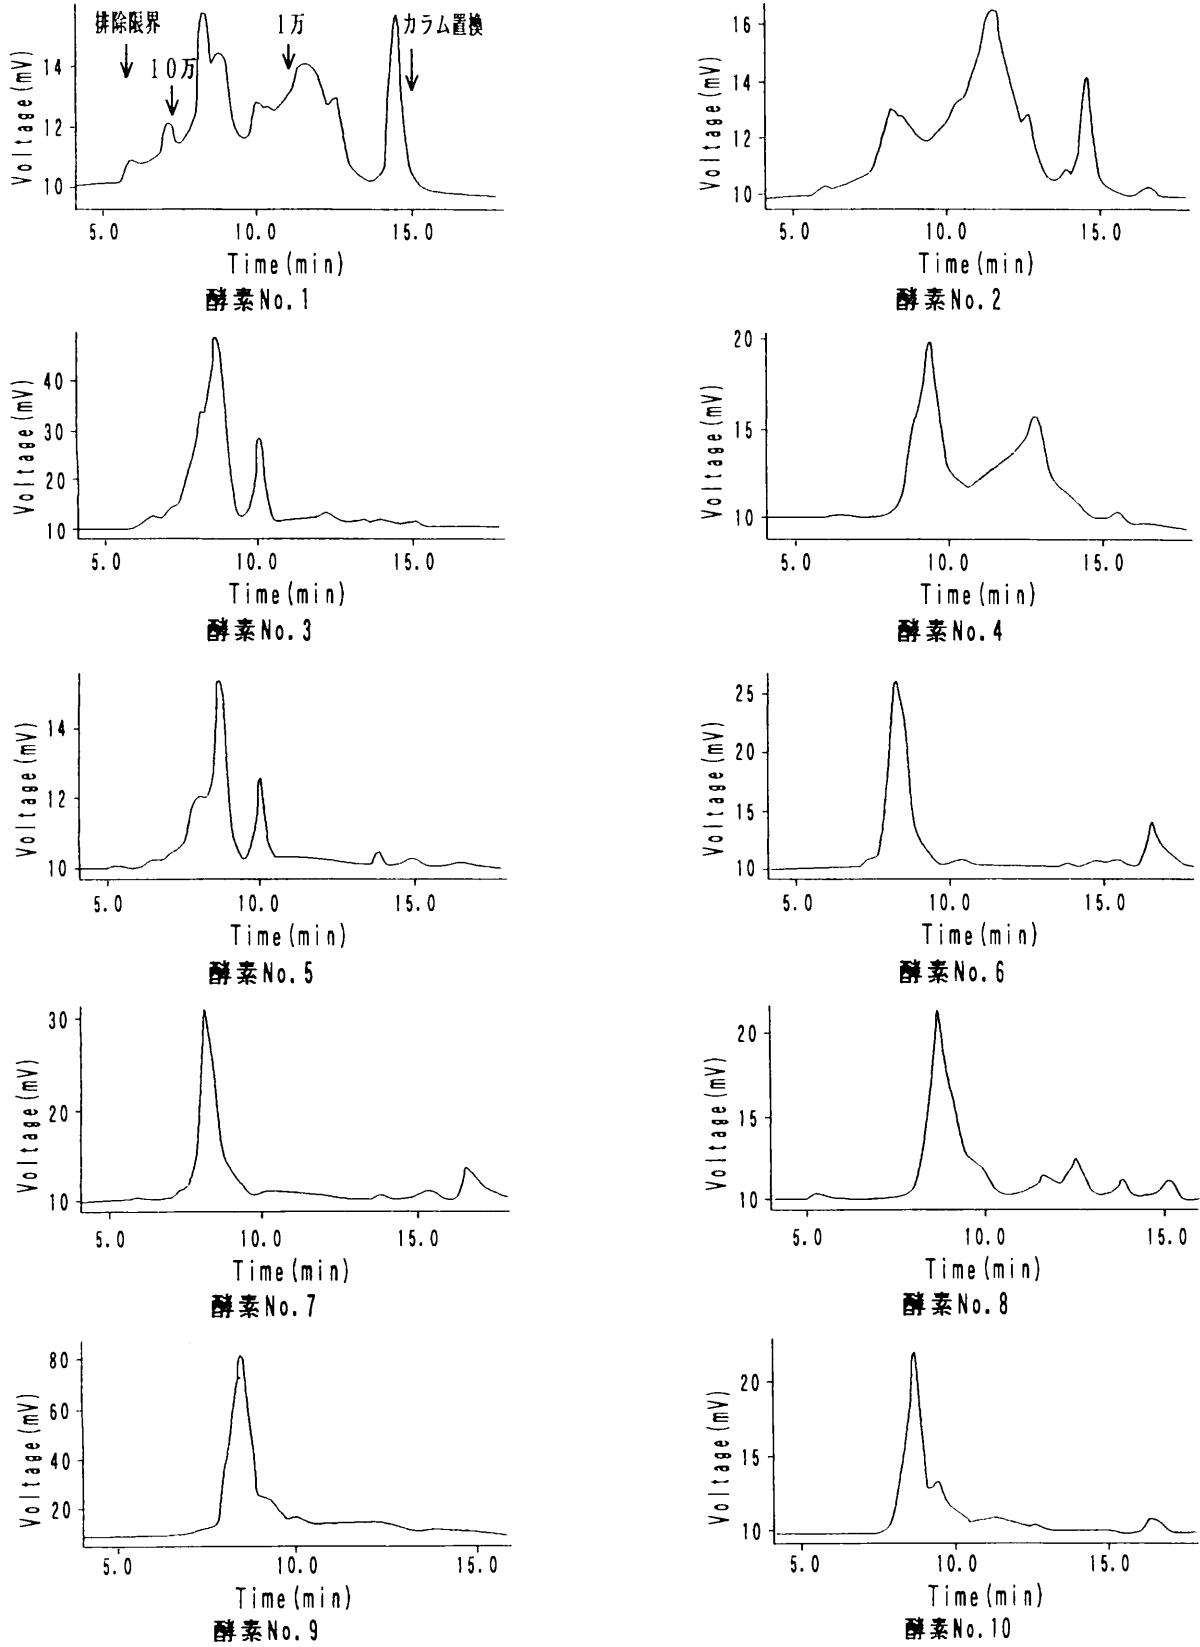 排除限界
1万
カラム置換
10万
Voltage(mV)
14
12
10
5.0 10.0 15.0
Time(min)
酵素No.1
Voltage(mV)
16
14
12
10
5.0 10.0 15.0
Time(min)
酵素No.2
Voltage(mV)
40
30
20
10
5.0 10.0 15.0
Time(min)
酵素No.3
Voltage(mV)
20
15
10
5.0 10.0 15.0
Time(min)
酵素No.4
Voltage(mV)
14
12
10
5.0 10.0 15.0
Time(min)
酵素No.5
Voltage(mV)
25
20
15
10
5.0 10.0 15.0
Time(min)
酵素No.6
Voltage(mV)
30
20
10
5.0 10.0 15.0
Time(min)
酵素No.7
Voltage(mV)
20
15
10
5.0 10.0 15.0
Time(min)
酵素No.8
Voltage(mV)
80
60
40
20
5.0 10.0 15.0
Time(min)
酵素No.9
Voltage(mV)
20
15
10
5.0 10.0 15.0
Time(min)
酵素No.10